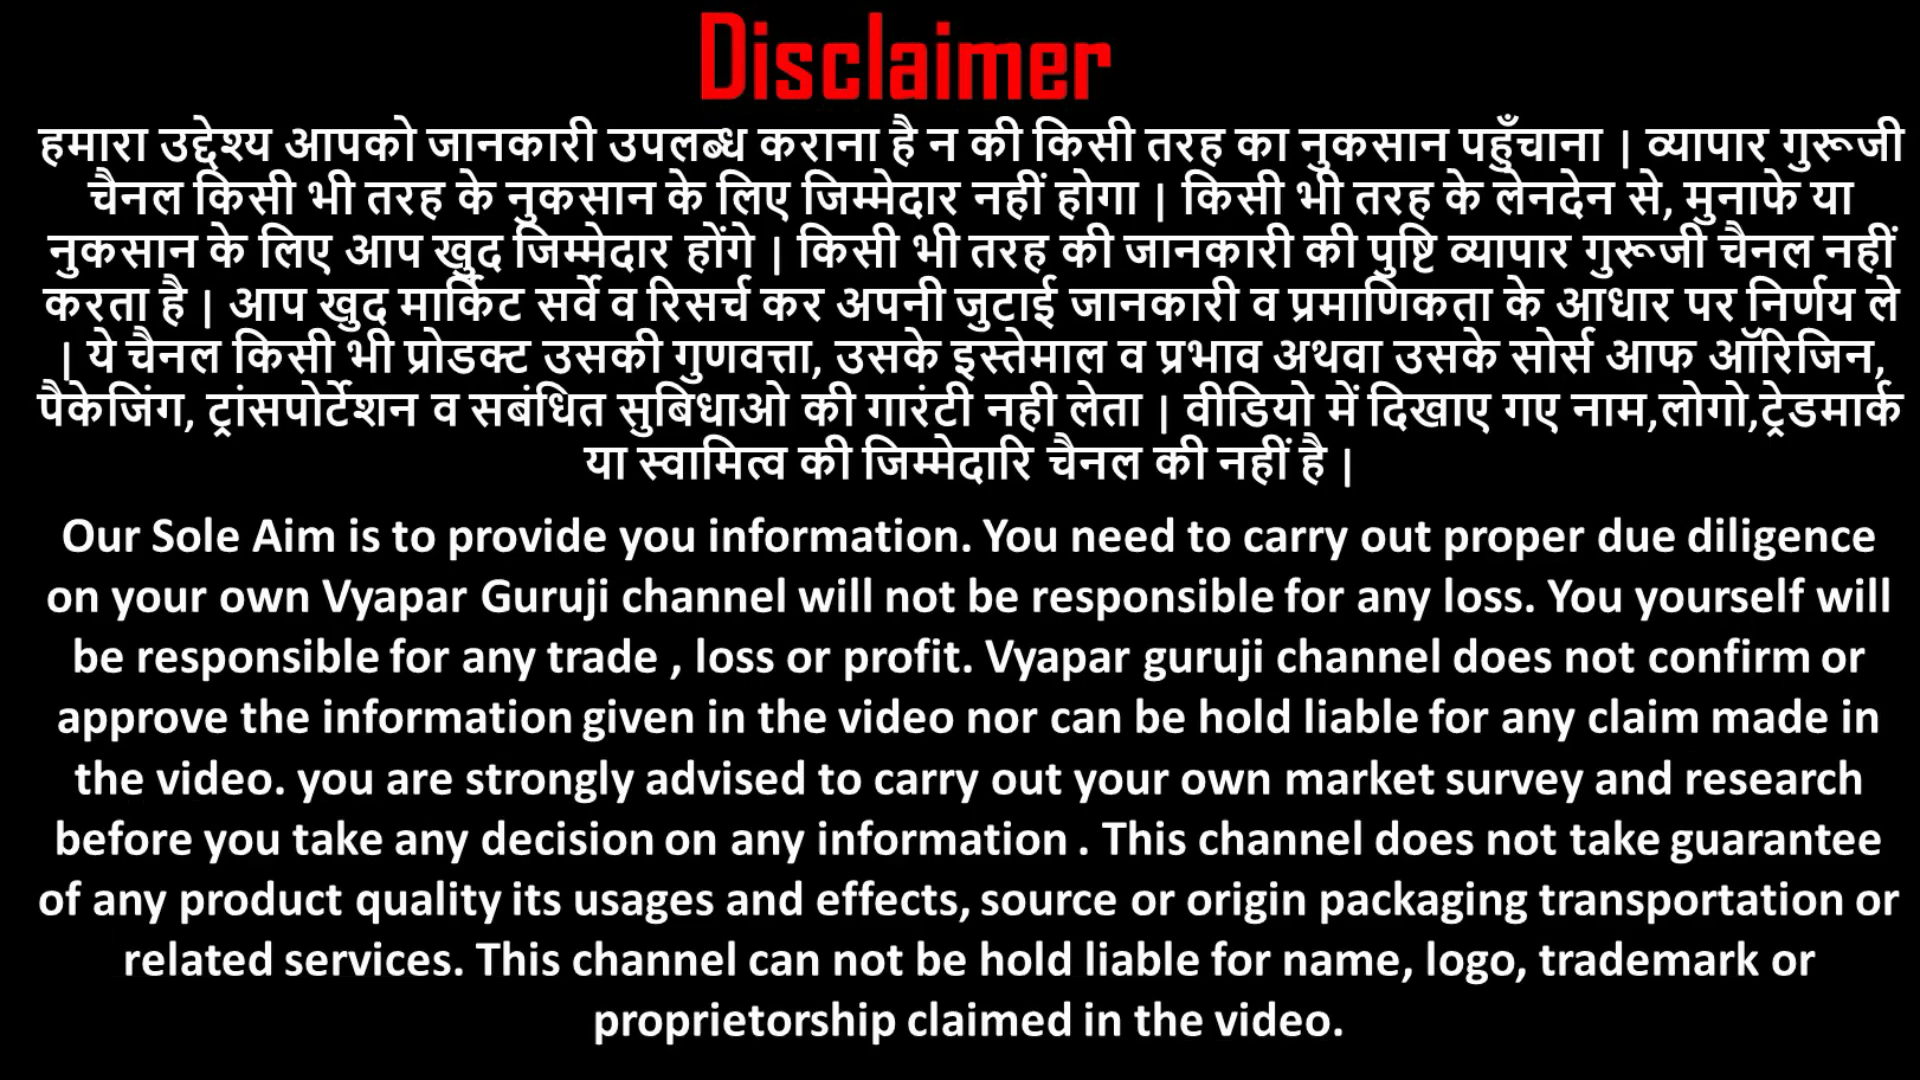 Disclaimer
हमारा उद्देश्य आपको जानकारी उपलब्ध कराना है न की किसी तरह का नुकसान पहुँचाना | व्यापार गुरूजी
चैनल किसी भी तरह के नुकसान के लिए जिम्मेदार नहीं होगा | किसी भी तरह के लेनदेन से, मुनाफे या
नुकसान के लिए आप खुद जिम्मेदार होंगे | किसी भी तरह की जानकारी की पुष्टि व्यापार गुरूजी चैनल नहीं
करता है | आप खुद मार्किट सर्वे व रिसर्च कर अपनी जुटाई जानकारी व प्रमाणिकता के आधार पर निर्णय ले
| ये चैनल किसी भी प्रोडक्ट उसकी गुणवत्ता, उसके इस्तेमाल व प्रभाव अथवा उसके सोर्स आफ ऑरिजिन,
पैकेजिंग, ट्रांसपोर्टेशन व सबंधित सुबिधाओ की गारंटी नही लेता | वीडियो में दिखाए गए नाम,लोगो,ट्रेडमार्क
या स्वामित्व की जिम्मेदारि चैनल की नहीं है |
Our Sole Aim is to provide you information. You need to carry out proper due diligence
on your own Vyapar Guruji channel will not be responsible for any loss. You yourself will
be responsible for any trade , loss or profit. Vyapar guruji channel does not confirm or
approve the information given in the video nor can be hold liable for any claim made in
the video. you are strongly advised to carry out your own market survey and research
before you take any decision on any information . This channel does not take guarantee
of any product quality its usages and effects, source or origin packaging transportation or
related services. This channel can not be hold liable for name, logo, trademark or
proprietorship claimed in the video.